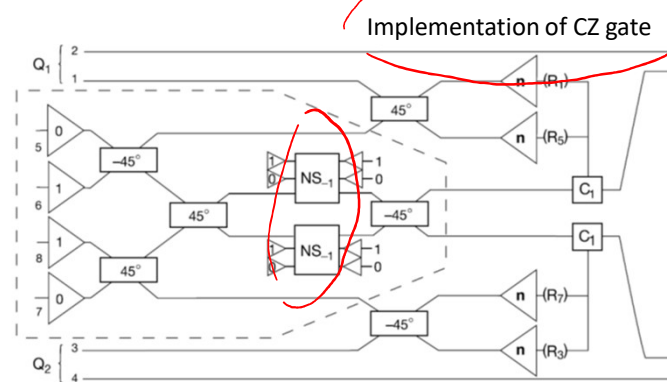 Implementation of CZ gate
Q1 { 2
1
n (R1)
45°
0
5
n (R5)
-45°
1 1
0 NS-1 0
1
6
C1
45° -45°
1
8
C1
1 NS-1 1
0 0
45°
0
7
n (R7)
-45°
n (R3)
Q2 { 3
4